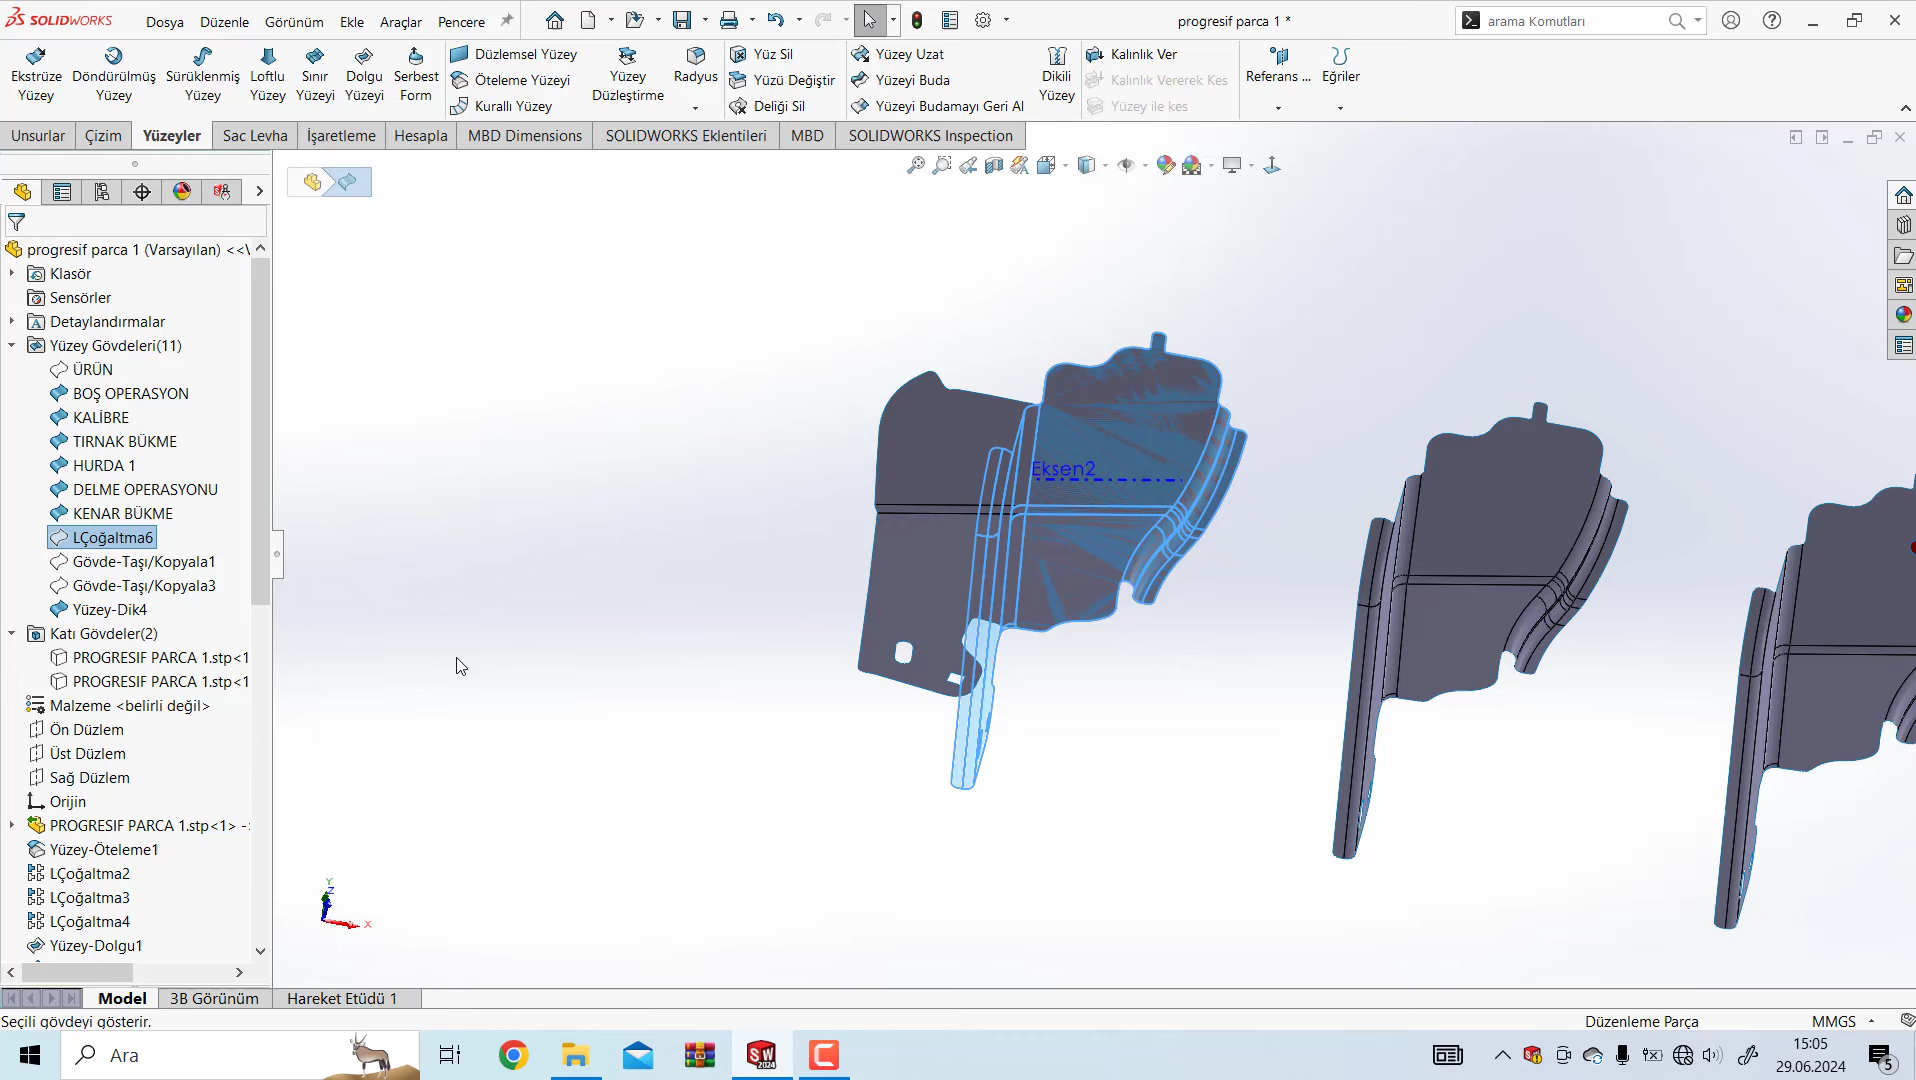 SOLIDWORKS
Dosya
Düzenle
Görünüm
Ekle
Araçlar
Pencere
progresif parca 1 *
arama Komutları
Ekstrüze Yüzey
Döndürülmüş Yüzey
Sürüklenmiş Yüzey
Loftlu Yüzey
Sınır Yüzeyi
Dolgu Yüzeyi
Serbest Form
Düzlemsel Yüzey
Öteleme Yüzeyi
Kurallı Yüzey
Yüzey Düzleştirme
Radyus
Yüz Sil
Yüzü Değiştir
Deliği Sil
Yüzey Uzat
Yüzeyi Buda
Yüzeyi Budamayı Geri Al
Dikili Yüzey
Kalınlık Ver
Kalınlık Vererek Kes
Yüzey ile kes
Referans ...
Eğriler
Unsurlar
Çizim
Yüzeyler
Sac Levha
İşaretleme
Hesapla
MBD Dimensions
SOLIDWORKS Eklentileri
MBD
SOLIDWORKS Inspection
progresif parca 1 (Varsayılan) <<V
Klasör
Sensörler
Detaylandırmalar
Yüzey Gövdeleri(11)
ÜRÜN
BOŞ OPERASYON
KALİBRE
TIRNAK BÜKME
HURDA 1
DELME OPERASYONU
KENAR BÜKME
LÇoğaltma6
Gövde-Taşı/Kopyala1
Gövde-Taşı/Kopyala3
Yüzey-Dik4
Katı Gövdeler(2)
PROGRESIF PARCA 1.stp<1
PROGRESIF PARCA 1.stp<1
Malzeme <belirli değil>
Ön Düzlem
Üst Düzlem
Sağ Düzlem
Orijin
PROGRESIF PARCA 1.stp<1> -
Yüzey-Öteleme1
LÇoğaltma2
LÇoğaltma3
LÇoğaltma4
Yüzey-Dolgu1
Eksen2
Y
Z
X
Model
3B Görünüm
Hareket Etüdü 1
Seçili gövdeyi gösterir.
Düzenleme Parça
MMGS
Ara
SW
2024
15:05
29.06.2024
5